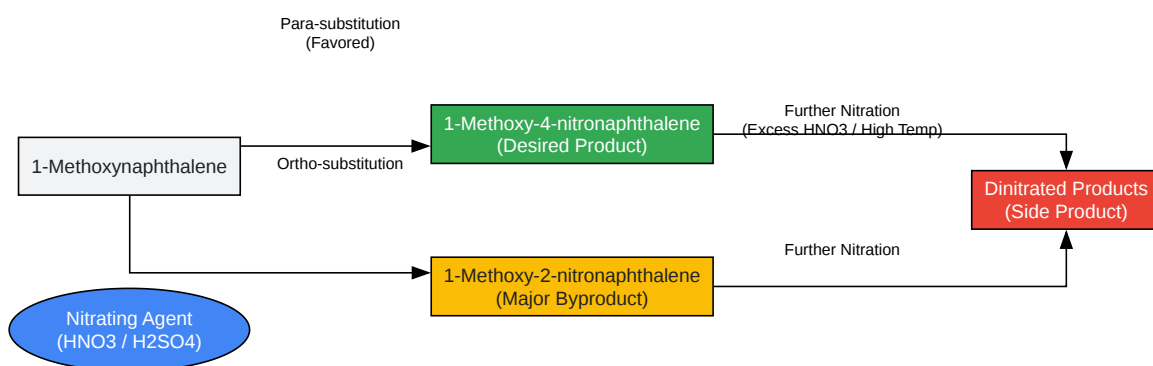 Para-substitution
(Favored)
1-Methoxynaphthalene
Ortho-substitution
1-Methoxy-4-nitronaphthalene
(Desired Product)
Further Nitration
(Excess HNO3 / High Temp)
Dinitrated Products
(Side Product)
1-Methoxy-2-nitronaphthalene
(Major Byproduct)
Further Nitration
Nitrating Agent
(HNO3 / H2SO4)